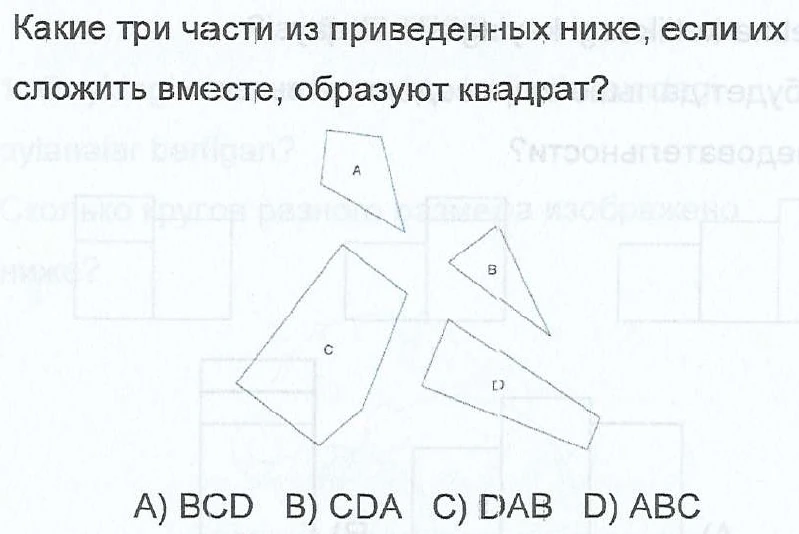 Какие три части из приведенных ниже, если их
сложить вместе, образуют квадрат?
A
B
C
D
A) BCD B) CDA C) DAB D) ABC